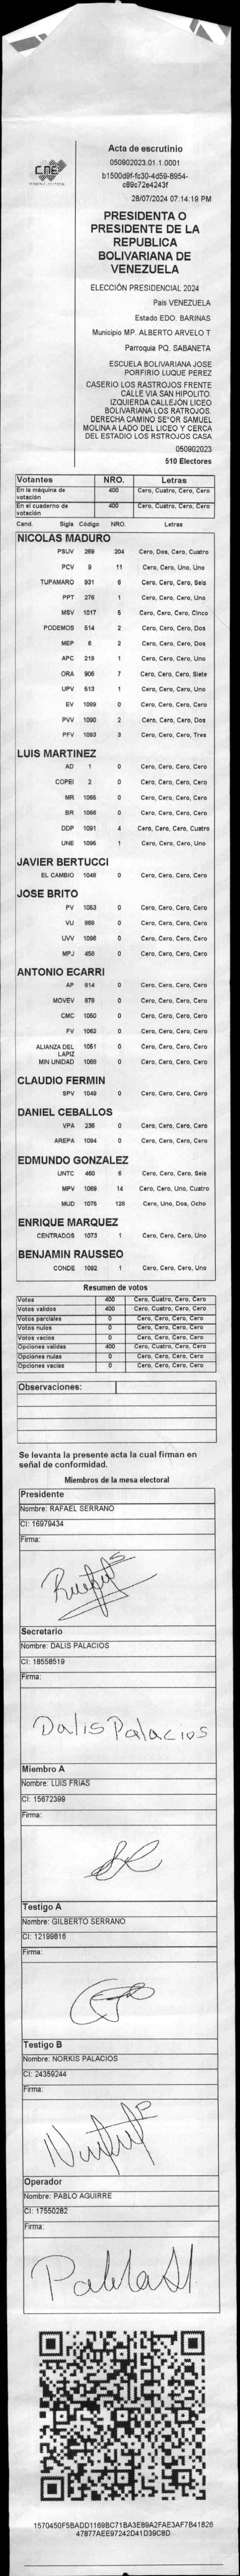 CNE
Acta de escrutinio
050902023.01.1.0001
b1500d9f-fc30-4d59-8954-
c89c72e4243f
28/07/2024 07:14:19 PM
PRESIDENTA O
PRESIDENTE DE LA
REPUBLICA
BOLIVARIANA DE
VENEZUELA
ELECCIÓN PRESIDENCIAL 2024
Pais VENEZUELA
Estado EDO. BARINAS
Municipio MP. ALBERTO ARVELO T
Parroquia PQ. SABANETA
ESCUELA BOLIVARIANA JOSE
PORFIRIO LUQUE PEREZ
CASERIO LOS RASTROJOS FRENTE
CALLE VIA SAN HIPOLITO.
IZQUIERDA CALLEJÓN LICEO
BOLIVARIANA LOS RATROJOS.
DERECHA CAMINO SE¨OR SAMUEL
MOLINA A LADO DEL LICEO Y CERCA
DEL ESTADIO LOS RSTROJOS CASA
050902023
510 Electores
Votantes NRO. Letras
En la máquina de votación 400 Cero, Cuatro, Cero, Cero
En el cuaderno de votación 400 Cero, Cuatro, Cero, Cero
Cand. Sigla Código NRO. Letras
NICOLAS MADURO
PSUV 269 204 Cero, Dos, Cero, Cuatro
PCV 9 11 Cero, Cero, Uno, Uno
TUPAMARO 931 6 Cero, Cero, Cero, Seis
PPT 276 1 Cero, Cero, Cero, Uno
MSV 1017 5 Cero, Cero, Cero, Cinco
PODEMOS 514 2 Cero, Cero, Cero, Dos
MEP 6 2 Cero, Cero, Cero, Dos
APC 219 1 Cero, Cero, Cero, Uno
ORA 906 7 Cero, Cero, Cero, Siete
UPV 513 1 Cero, Cero, Cero, Uno
EV 1089 0 Cero, Cero, Cero, Cero
PVV 1090 2 Cero, Cero, Cero, Dos
PFV 1093 3 Cero, Cero, Cero, Tres
LUIS MARTINEZ
AD 1 0 Cero, Cero, Cero, Cero
COPEI 2 0 Cero, Cero, Cero, Cero
MR 1065 0 Cero, Cero, Cero, Cero
BR 1066 0 Cero, Cero, Cero, Cero
DDP 1091 4 Cero, Cero, Cero, Cuatro
UNE 1095 1 Cero, Cero, Cero, Uno
JAVIER BERTUCCI
EL CAMBIO 1048 0 Cero, Cero, Cero, Cero
JOSE BRITO
PV 1053 0 Cero, Cero, Cero, Cero
VU 868 0 Cero, Cero, Cero, Cero
UVV 1096 0 Cero, Cero, Cero, Cero
MPJ 458 0 Cero, Cero, Cero, Cero
ANTONIO ECARRI
AP 814 0 Cero, Cero, Cero, Cero
MOVEV 879 0 Cero, Cero, Cero, Cero
CMC 1050 0 Cero, Cero, Cero, Cero
FV 1062 0 Cero, Cero, Cero, Cero
ALIANZA DEL LAPIZ 1051 0 Cero, Cero, Cero, Cero
MIN UNIDAD 1068 0 Cero, Cero, Cero, Cero
CLAUDIO FERMIN
SPV 1049 0 Cero, Cero, Cero, Cero
DANIEL CEBALLOS
VPA 236 0 Cero, Cero, Cero, Cero
AREPA 1094 0 Cero, Cero, Cero, Cero
EDMUNDO GONZALEZ
UNTC 460 6 Cero, Cero, Cero, Seis
MPV 1069 14 Cero, Cero, Uno, Cuatro
MUD 1075 128 Cero, Uno, Dos, Ocho
ENRIQUE MARQUEZ
CENTRADOS 1073 1 Cero, Cero, Cero, Uno
BENJAMIN RAUSSEO
CONDE 1092 1 Cero, Cero, Cero, Uno
Resumen de votos
Votos 400 Cero, Cuatro, Cero, Cero
Votos validos 400 Cero, Cuatro, Cero, Cero
Votos parciales 0 Cero, Cero, Cero, Cero
Votos nulos 0 Cero, Cero, Cero, Cero
Votos vacios 0 Cero, Cero, Cero, Cero
Opciones validas 400 Cero, Cuatro, Cero, Cero
Opciones nulas 0 Cero, Cero, Cero, Cero
Opciones vacias 0 Cero, Cero, Cero, Cero
Observaciones:
Se levanta la presente acta la cual firman en
señal de conformidad.
Miembros de la mesa electoral
Presidente
Nombre: RAFAEL SERRANO
CI: 16979434
Firma:
Secretario
Nombre: DALIS PALACIOS
CI: 18558519
Firma:
Dalis Palacios
Miembro A
Nombre: LUIS FRIAS
CI: 15672399
Firma:
Testigo A
Nombre: GILBERTO SERRANO
CI: 12199816
Firma:
Testigo B
Nombre: NORKIS PALACIOS
CI: 24359244
Firma:
Operador
Nombre: PABLO AGUIRRE
CI: 17550282
Firma:
1570450F5BADD1169BC71BA3E89A2FAE3AF7B41826
47877AEE97242D41D39C8D